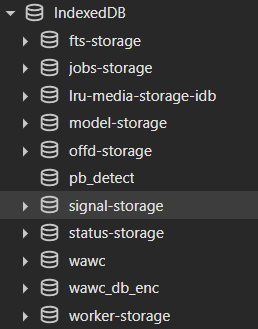 IndexedDB
fts-storage
jobs-storage
lru-media-storage-idb
model-storage
offd-storage
pb_detect
signal-storage
status-storage
wawc
wawc_db_enc
worker-storage